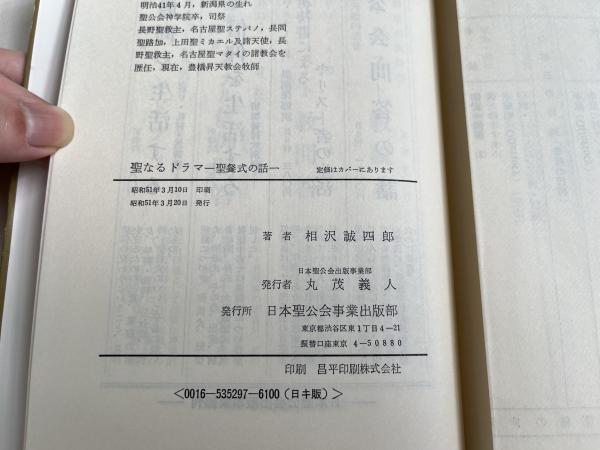 明治41年4月，新潟県の生れ
聖公会神学院卒，司祭
長野聖救主，名古屋聖ステパノ，長岡
聖路加，上田聖ミカエル及諸天使，長
野聖救主，名古屋聖マタイの諸教会を
歴任，現在，豊橋昇天教会牧師
聖なるドラマ―聖餐式の話― 定価はカバーにあります
昭和51年3月10日 印刷
昭和51年3月20日 発行
著者 相沢誠四郎
日本聖公会出版事業部
発行者 丸茂義人
発行所 日本聖公会事業出版部
東京都渋谷区東1丁目4―21
振替口座東京 4―50880
印刷 昌平印刷株式会社
<0016―535297―6100（日キ販）>